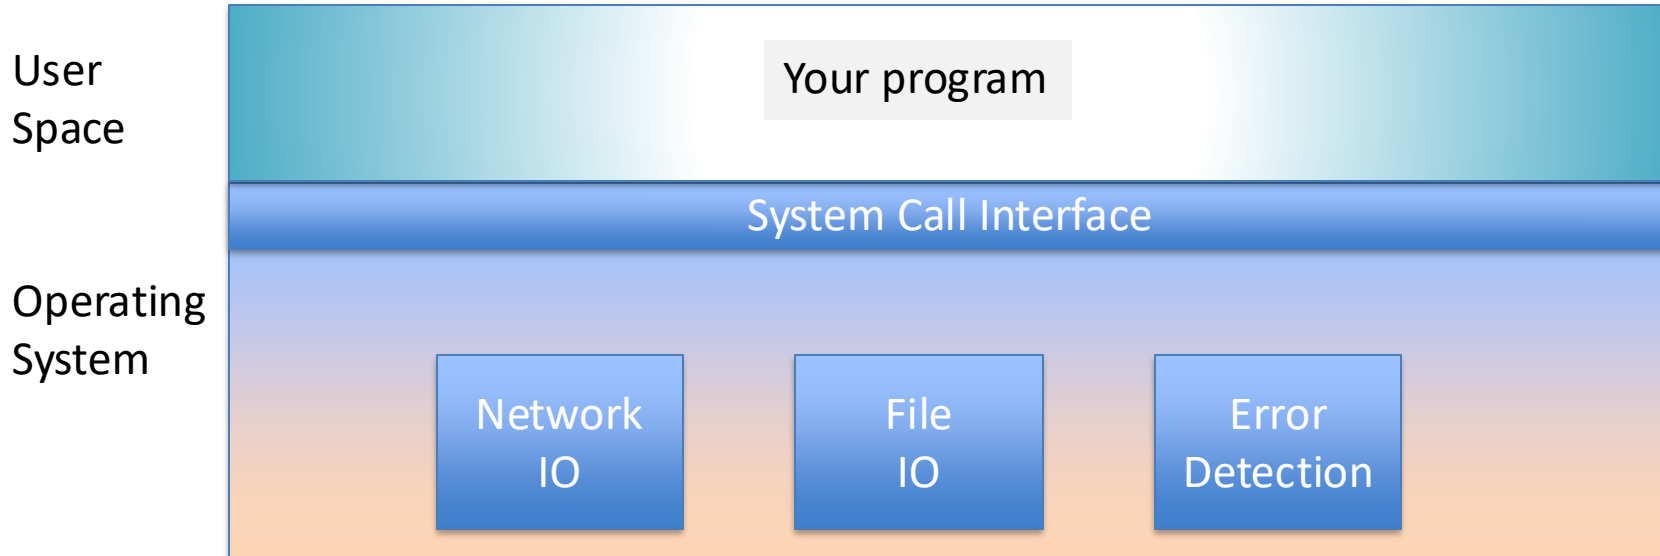 User
Space
Your program
System Call Interface
Operating
System
Network
IO
File
IO
Error
Detection